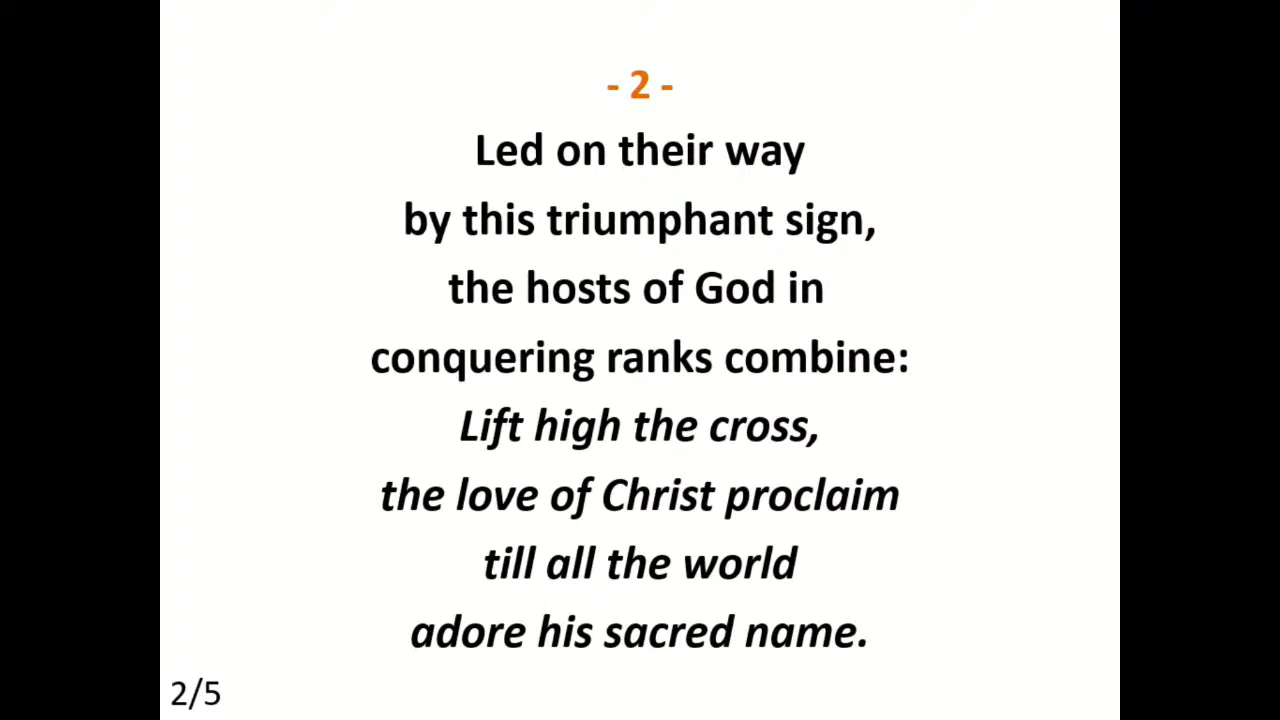 - 2 -
Led on their way
by this triumphant sign,
the hosts of God in
conquering ranks combine:
Lift high the cross,
the love of Christ proclaim
till all the world
adore his sacred name.
2/5